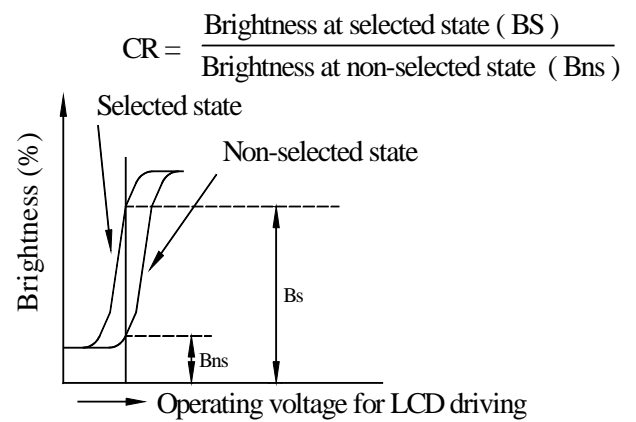 CR = Brightness at selected state ( BS )
Brightness at non-selected state ( Bns )
Selected state
Non-selected state
Brightness (%)
Bs
Bns
Operating voltage for LCD driving